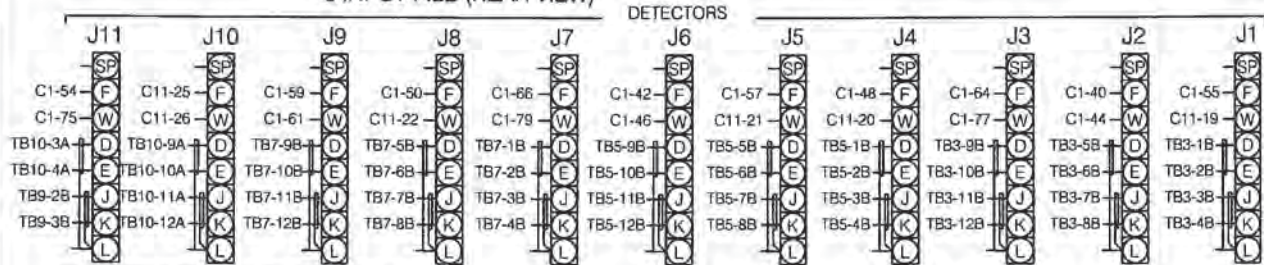 DETECTORS
J11 J10 J9 J8 J7 J6 J5 J4 J3 J2 J1
SP SP SP SP SP SP SP SP SP SP SP
C1-54 F C11-25 F C1-59 F C1-50 F C1-66 F C1-42 F C1-57 F C1-48 F C1-64 F C1-40 F C1-55 F
C1-75 W C11-26 W C1-61 W C11-22 W C1-79 W C1-46 W C11-21 W C11-20 W C1-77 W C1-44 W C11-19 W
TB10-3A D TB10-9A D TB7-9B D TB7-5B D TB7-1B D TB5-9B D TB5-5B D TB5-1B D TB3-9B D TB3-5B D TB3-1B D
TB10-4A E TB10-10A E TB7-10B E TB7-6B E TB7-2B E TB5-10B E TB5-6B E TB5-2B E TB3-10B E TB3-6B E TB3-2B E
TB9-2B J TB10-11A J TB7-11B J TB7-7B J TB7-3B J TB5-11B J TB5-7B J TB5-3B J TB3-11B J TB3-7B J TB3-3B J
TB9-3B K TB10-12A K TB7-12B K TB7-8B K TB7-4B K TB5-12B K TB5-8B K TB5-4B K TB3-12B K TB3-8B K TB3-4B K
L L L L L L L L L L L